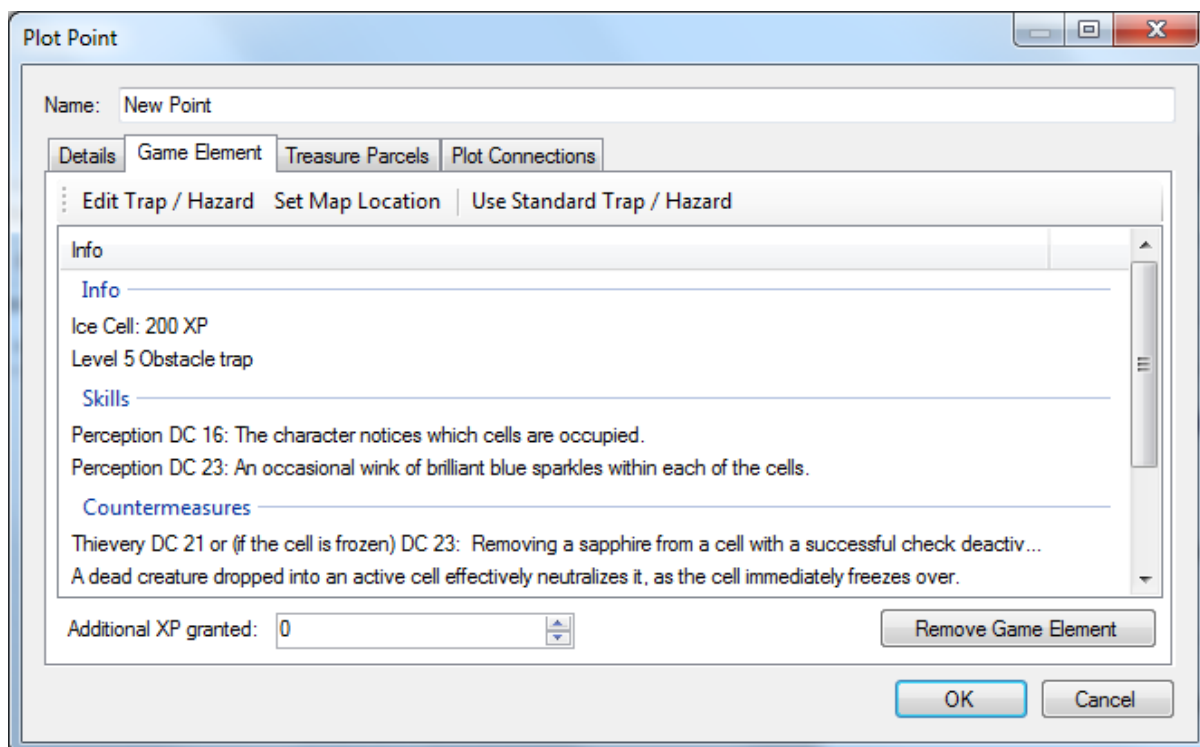 Plot Point
Name: New Point
Details Game Element Treasure Parcels Plot Connections
Edit Trap / Hazard Set Map Location Use Standard Trap / Hazard
Info
Info
Ice Cell: 200 XP
Level 5 Obstacle trap
Skills
Perception DC 16: The character notices which cells are occupied.
Perception DC 23: An occasional wink of brilliant blue sparkles within each of the cells.
Countermeasures
Thievery DC 21 or (if the cell is frozen) DC 23:  Removing a sapphire from a cell with a successful check deactiv...
A dead creature dropped into an active cell effectively neutralizes it, as the cell immediately freezes over.
Additional XP granted: 0 Remove Game Element
OK Cancel